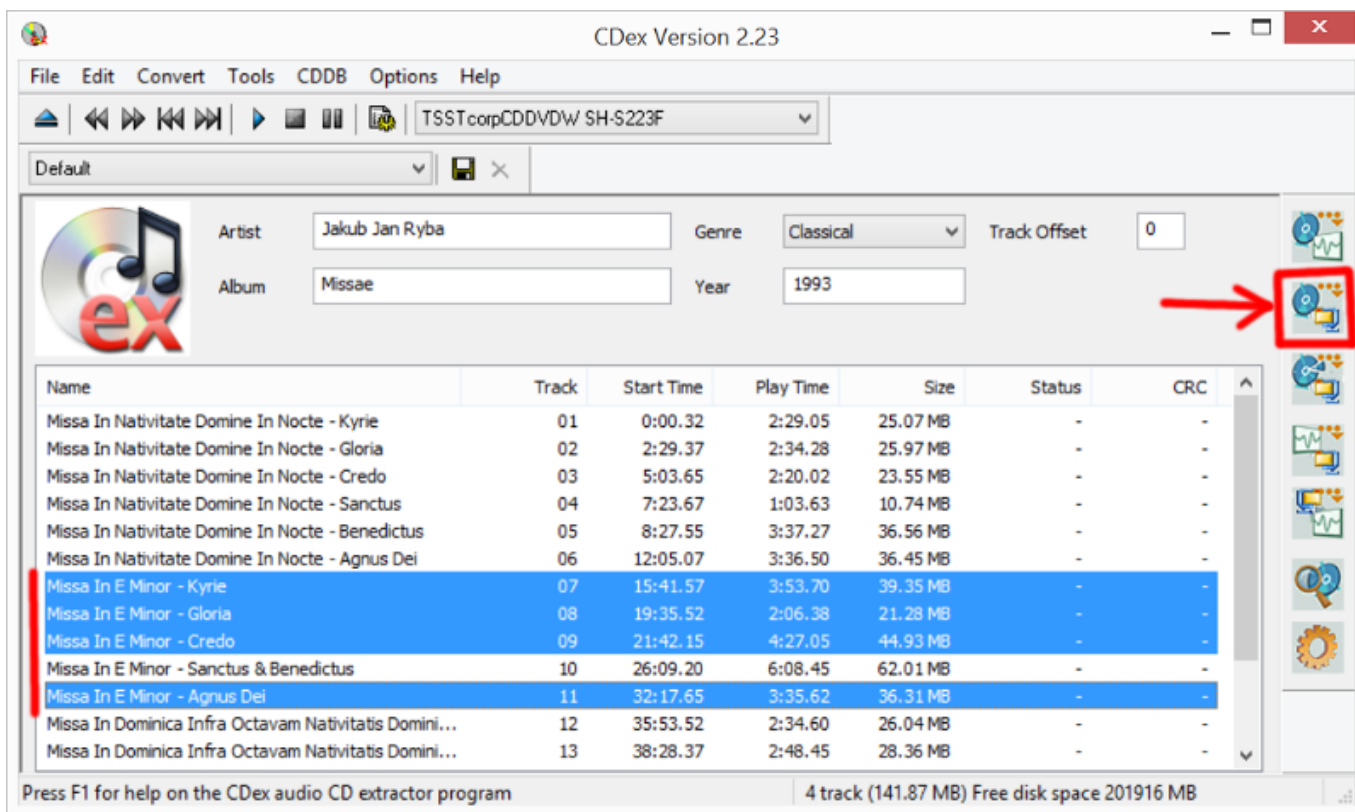 CDex Version 2.23
File Edit Convert Tools CDDB Options Help
TSSTcorpCDDVDW SH-S223F
Default
ex
Artist Jakub Jan Ryba Genre Classical Track Offset 0
Album Missae Year 1993
Name Track Start Time Play Time Size Status CRC
Missa In Nativitate Domine In Nocte - Kyrie 01 0:00.32 2:29.05 25.07 MB - -
Missa In Nativitate Domine In Nocte - Gloria 02 2:29.37 2:34.28 25.97 MB - -
Missa In Nativitate Domine In Nocte - Credo 03 5:03.65 2:20.02 23.55 MB - -
Missa In Nativitate Domine In Nocte - Sanctus 04 7:23.67 1:03.63 10.74 MB - -
Missa In Nativitate Domine In Nocte - Benedictus 05 8:27.55 3:37.27 36.56 MB - -
Missa In Nativitate Domine In Nocte - Agnus Dei 06 12:05.07 3:36.50 36.45 MB - -
Missa In E Minor - Kyrie 07 15:41.57 3:53.70 39.35 MB - -
Missa In E Minor - Gloria 08 19:35.52 2:06.38 21.28 MB - -
Missa In E Minor - Credo 09 21:42.15 4:27.05 44.93 MB - -
Missa In E Minor - Sanctus & Benedictus 10 26:09.20 6:08.45 62.01 MB - -
Missa In E Minor - Agnus Dei 11 32:17.65 3:35.62 36.31 MB - -
Missa In Dominica Infra Octavam Nativitatis Domini... 12 35:53.52 2:34.60 26.04 MB - -
Missa In Dominica Infra Octavam Nativitatis Domini... 13 38:28.37 2:48.45 28.36 MB - -
Press F1 for help on the CDex audio CD extractor program 4 track (141.87 MB) Free disk space 201916 MB